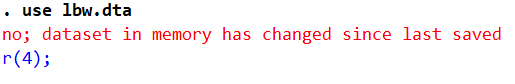 . use lbw.dta
no; dataset in memory has changed since last saved
r(4);